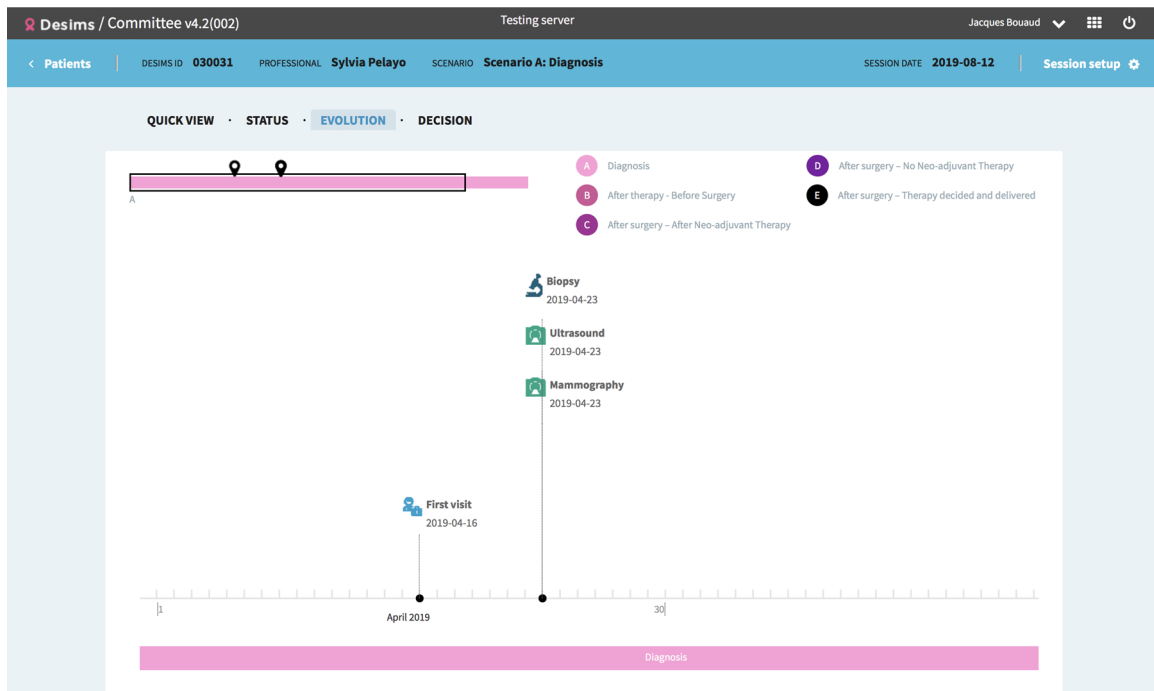 Desims / Committee v4.2(002) Testing server Jacques Bouaud
< Patients DESIMS ID 030031 PROFESSIONAL Sylvia Pelayo SCENARIO Scenario A: Diagnosis SESSION DATE 2019-08-12 Session setup
QUICK VIEW · STATUS · EVOLUTION · DECISION
A Diagnosis D After surgery – No Neo-adjuvant Therapy
A B After therapy - Before Surgery E After surgery – Therapy decided and delivered
C After surgery – After Neo-adjuvant Therapy
Biopsy
2019-04-23
Ultrasound
2019-04-23
Mammography
2019-04-23
First visit
2019-04-16
1 30
April 2019
Diagnosis